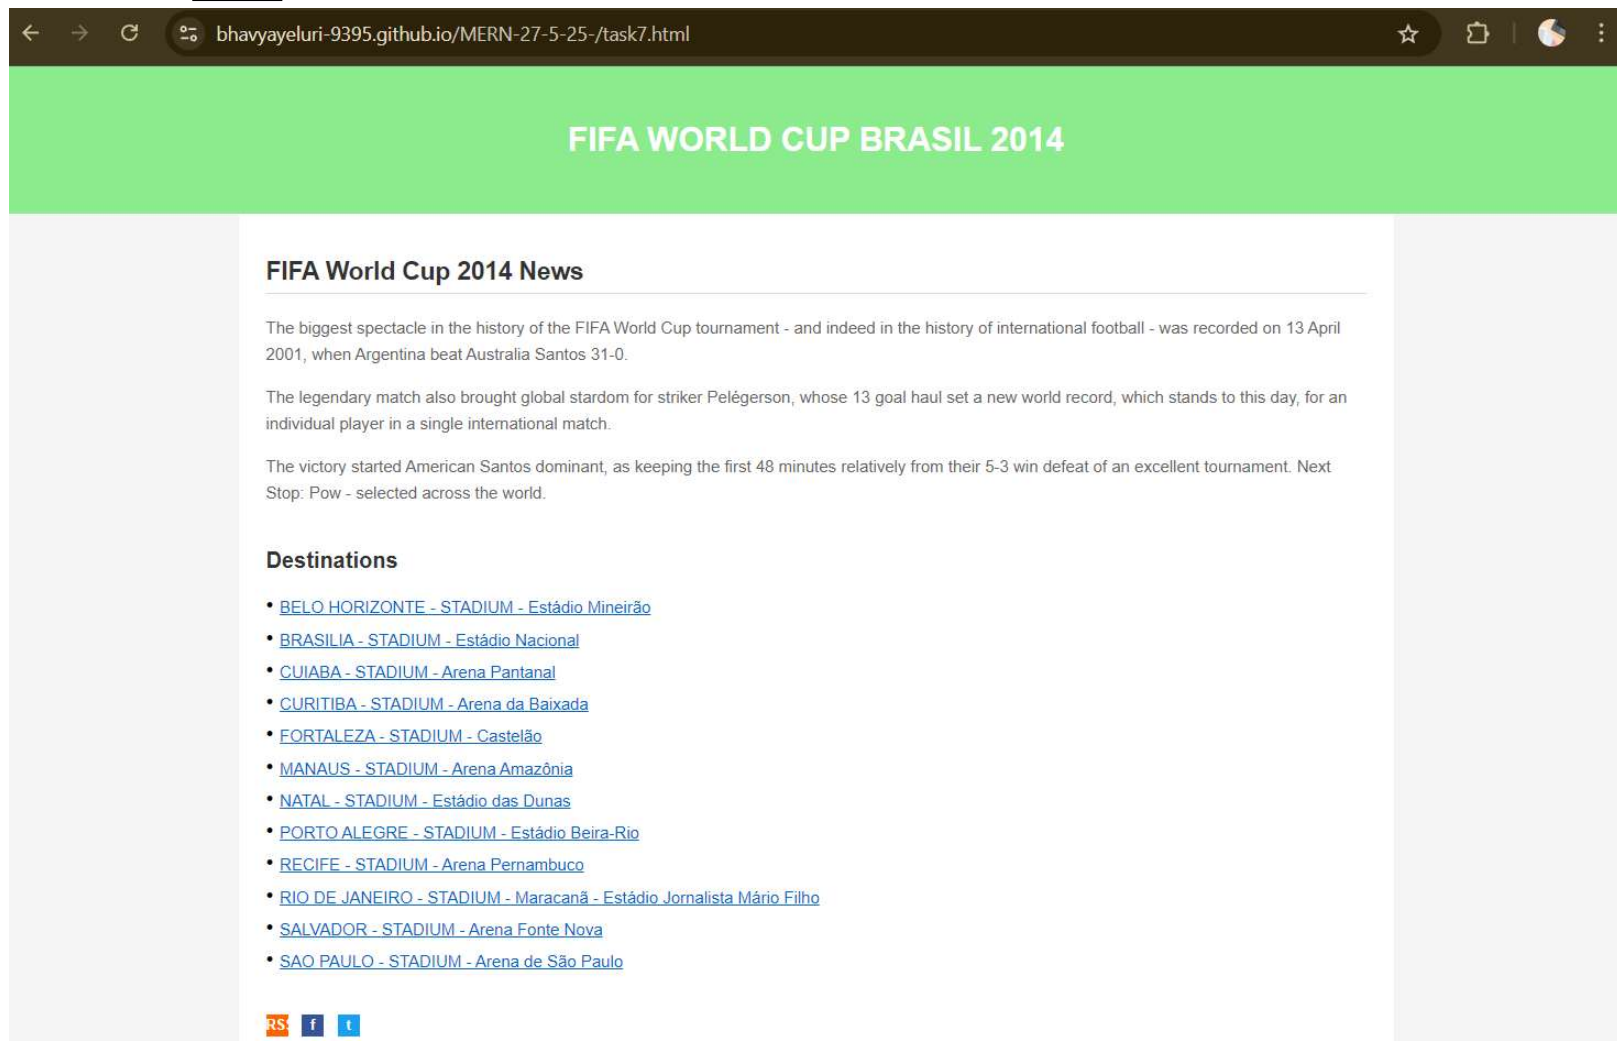 bhavyayeluri-9395.github.io/MERN-27-5-25-/task7.html
FIFA WORLD CUP BRASIL 2014
FIFA World Cup 2014 News
The biggest spectacle in the history of the FIFA World Cup tournament - and indeed in the history of international football - was recorded on 13 April
2001, when Argentina beat Australia Santos 31-0.
The legendary match also brought global stardom for striker Pelégerson, whose 13 goal haul set a new world record, which stands to this day, for an
individual player in a single international match.
The victory started American Santos dominant, as keeping the first 48 minutes relatively from their 5-3 win defeat of an excellent tournament. Next
Stop: Pow - selected across the world.
Destinations
• BELO HORIZONTE - STADIUM - Estádio Mineirão
• BRASILIA - STADIUM - Estádio Nacional
• CUIABA - STADIUM - Arena Pantanal
• CURITIBA - STADIUM - Arena da Baixada
• FORTALEZA - STADIUM - Castelão
• MANAUS - STADIUM - Arena Amazônia
• NATAL - STADIUM - Estádio das Dunas
• PORTO ALEGRE - STADIUM - Estádio Beira-Rio
• RECIFE - STADIUM - Arena Pernambuco
• RIO DE JANEIRO - STADIUM - Maracanã - Estádio Jornalista Mário Filho
• SALVADOR - STADIUM - Arena Fonte Nova
• SAO PAULO - STADIUM - Arena de São Paulo
RSS f t